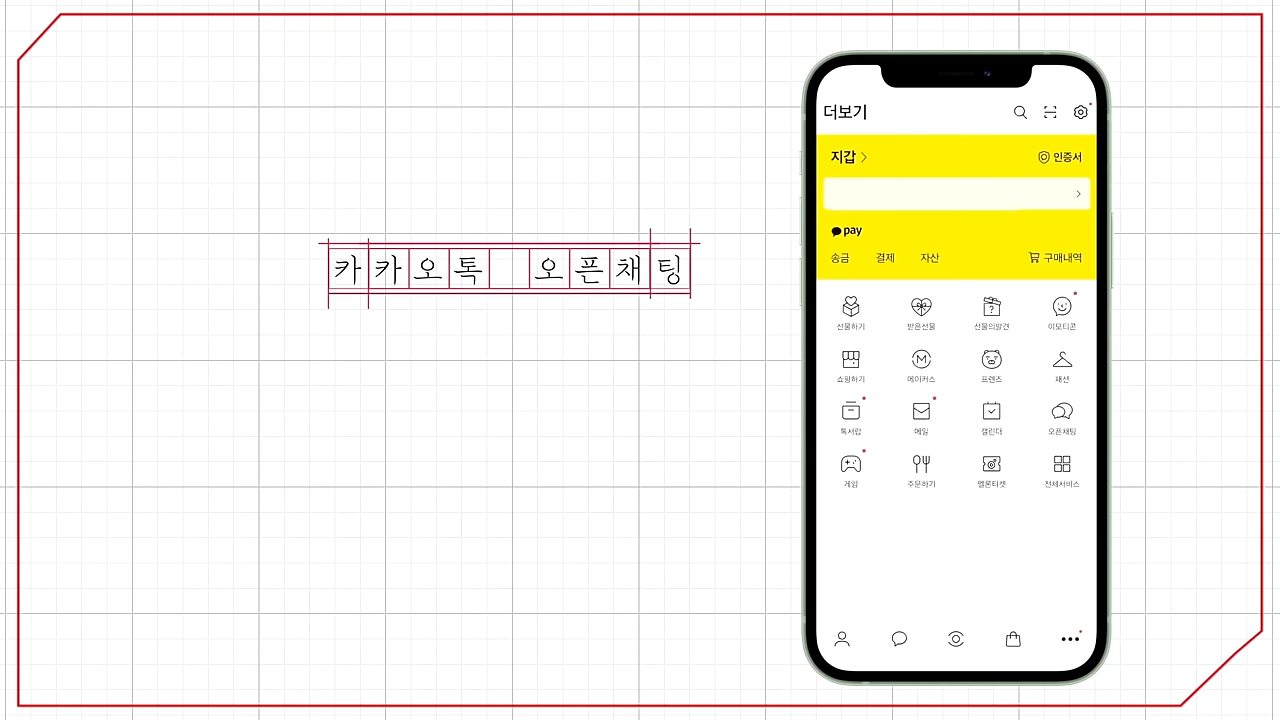 카카오톡 오픈채팅
더보기
지갑
인증서
pay
송금 결제 자산 구매내역
선물하기 받은선물 선물의발견 이모티콘
?
쇼핑하기 메이커스 프렌즈 패션
M
톡서랍 메일 캘린더 오픈채팅
게임 주문하기 멜론티켓 전체서비스